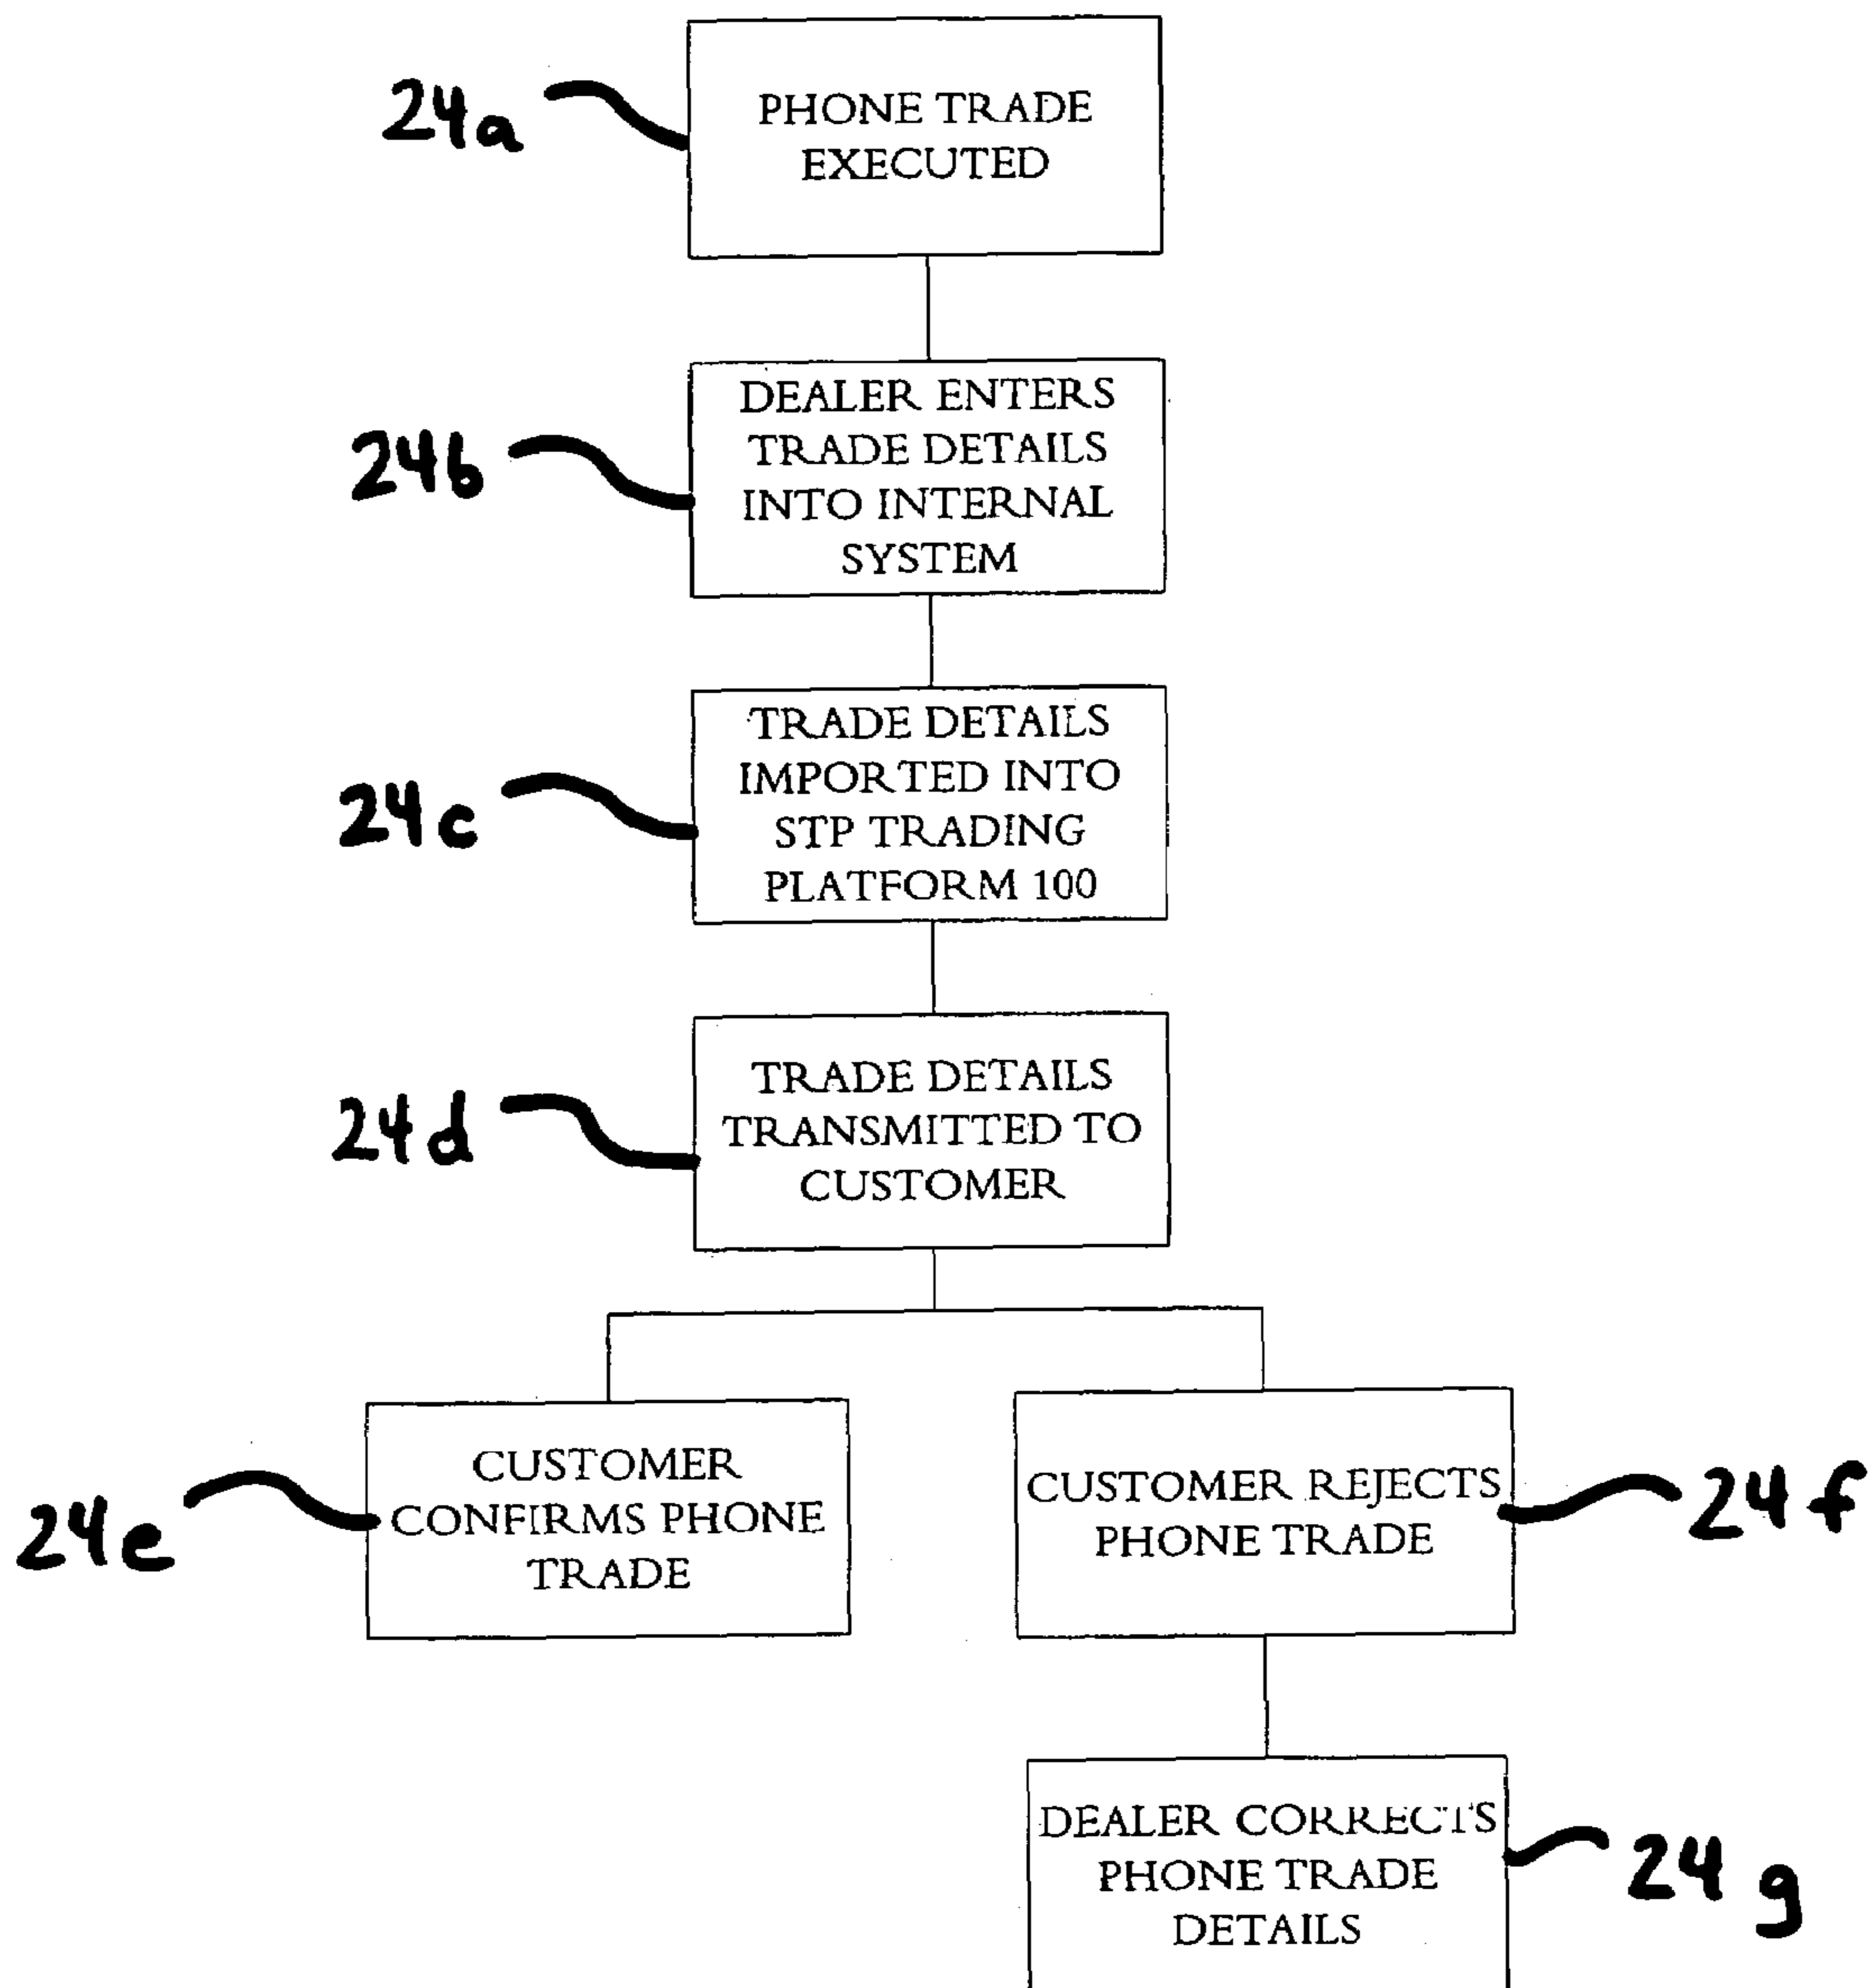 24a
PHONE TRADE
EXECUTED
24b
DEALER ENTERS
TRADE DETAILS
INTO INTERNAL
SYSTEM
24c
TRADE DETAILS
IMPORTED INTO
STP TRADING
PLATFORM 100
24d
TRADE DETAILS
TRANSMITTED TO
CUSTOMER
24e
CUSTOMER
CONFIRMS PHONE
TRADE
CUSTOMER REJECTS
PHONE TRADE
24f
DEALER CORRECTS
PHONE TRADE
DETAILS
24g